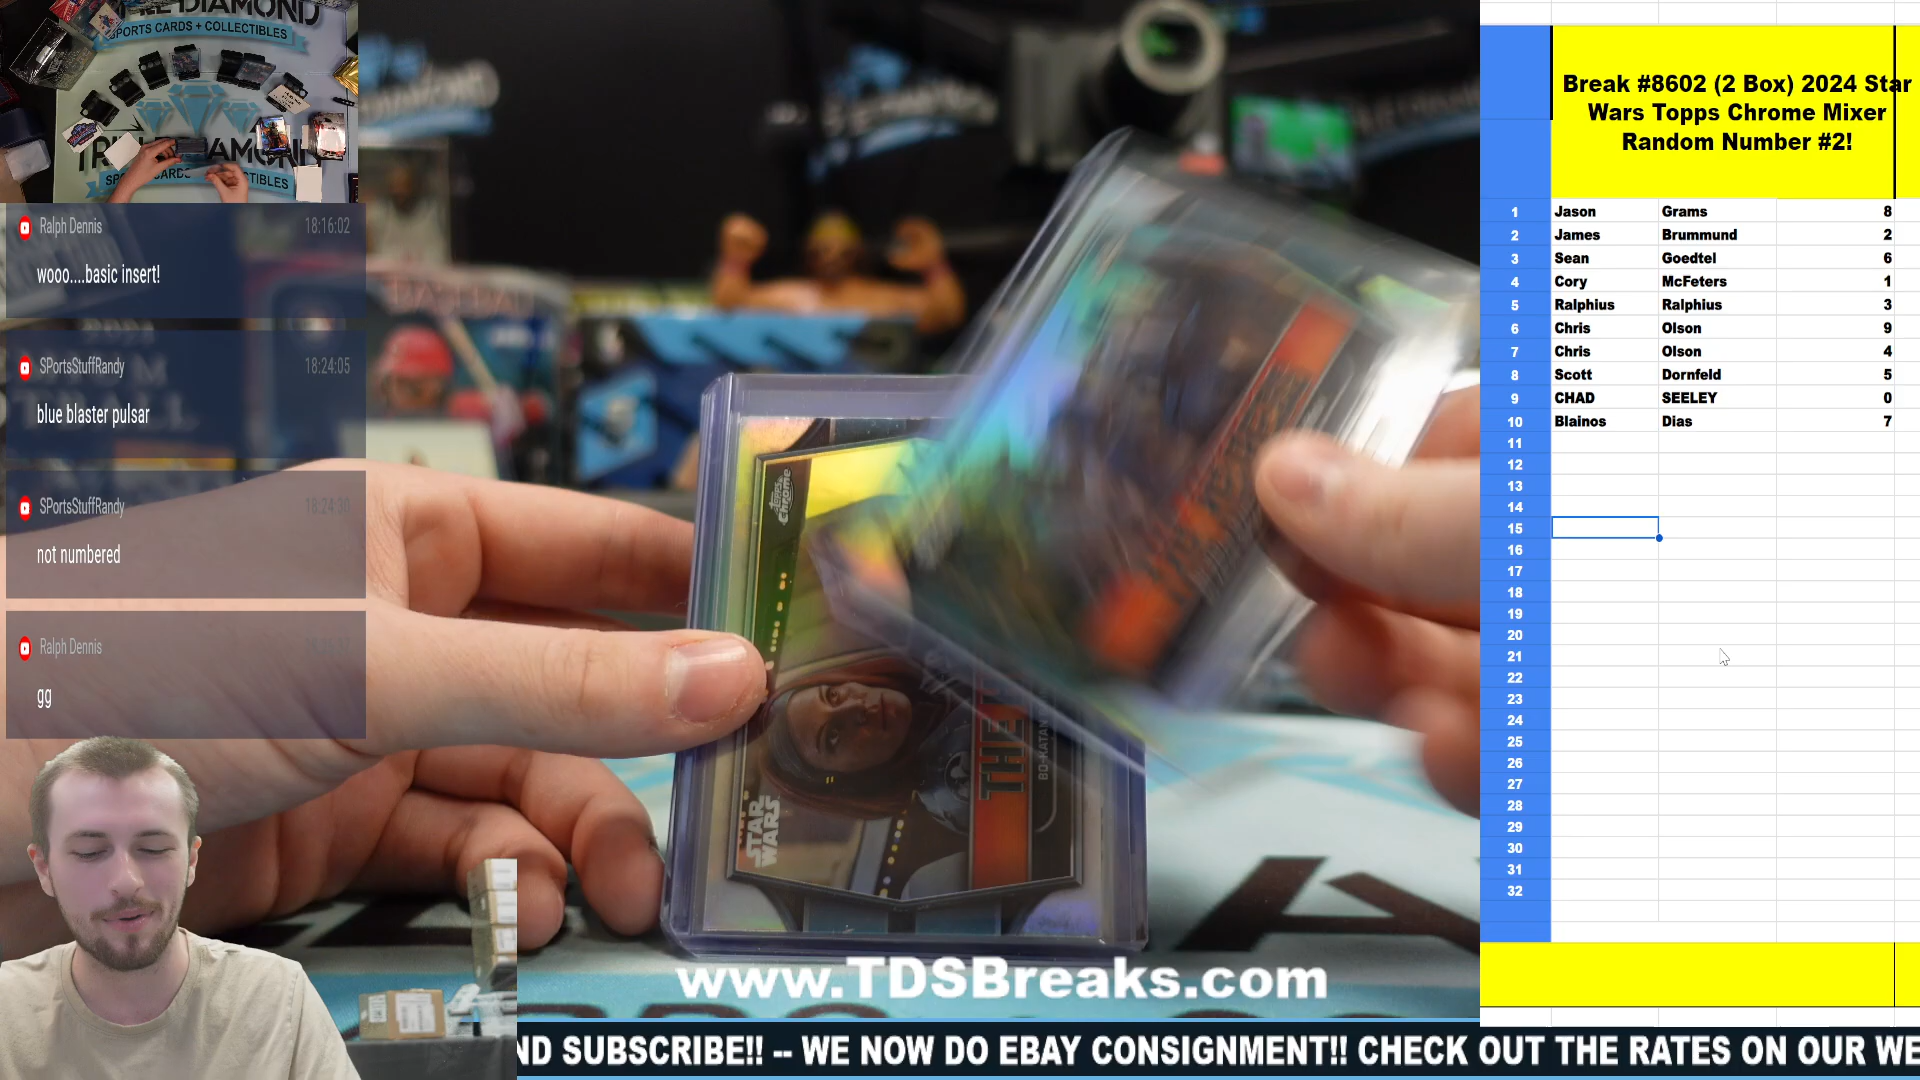 SPORTS CARDS + COLLECTIBLES
Ralph Dennis 18:16:02
wooo....basic insert!
SPortsStuffRandy 18:24:05
blue blaster pulsar
SPortsStuffRandy
not numbered
Ralph Dennis
gg
Topps Chrome
STAR WARS
www.TDSBreaks.com
ND SUBSCRIBE!! -- WE NOW DO EBAY CONSIGNMENT!! CHECK OUT THE RATES ON OUR WE
Break #8602 (2 Box) 2024 Star
Wars Topps Chrome Mixer
Random Number #2!
1 Jason Grams 8
2 James Brummund 2
3 Sean Goedtel 6
4 Cory McFeters 1
5 Ralphius Ralphius 3
6 Chris Olson 9
7 Chris Olson 4
8 Scott Dornfeld 5
9 CHAD SEELEY 0
10 Blainos Dias 7
11
12
13
14
15
16
17
18
19
20
21
22
23
24
25
26
27
28
29
30
31
32